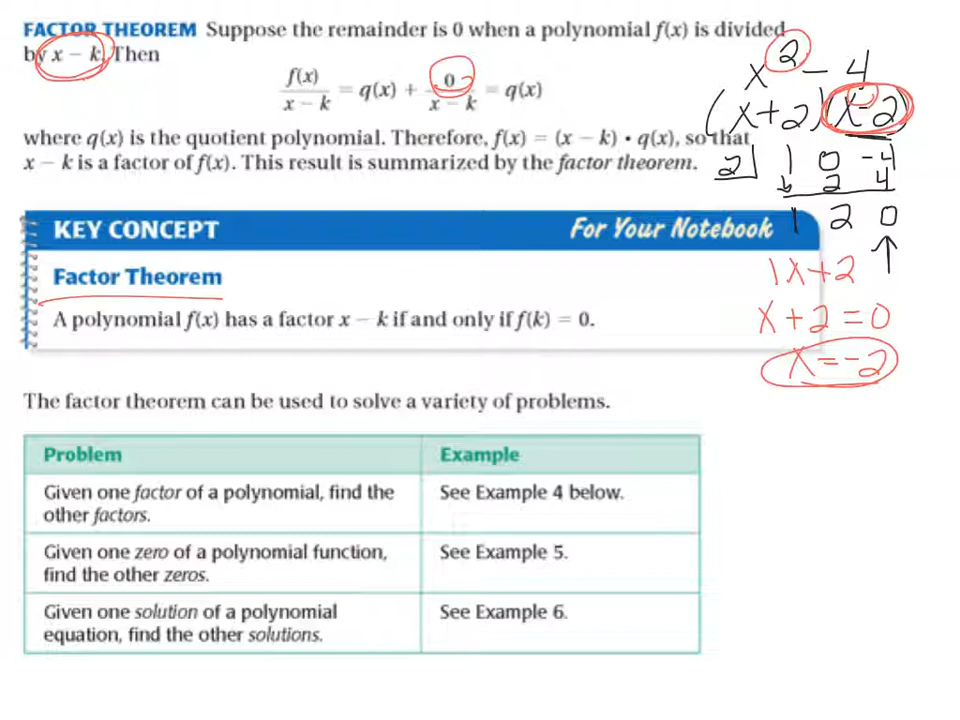 FACTOR THEOREM Suppose the remainder is 0 when a polynomial f(x) is divided
by x − k. Then
f(x)/(x − k) = q(x) + 0/(x − k) = q(x)
where q(x) is the quotient polynomial. Therefore, f(x) = (x − k) • q(x), so that
x − k is a factor of f(x). This result is summarized by the factor theorem.
x² − 4
(x+2)(x−2)
2| 1 0 −4
2 4
1 2 0
1x+2
x+2=0
x=−2
KEY CONCEPT For Your Notebook
Factor Theorem
A polynomial f(x) has a factor x − k if and only if f(k) = 0.
The factor theorem can be used to solve a variety of problems.
Problem Example
Given one factor of a polynomial, find the See Example 4 below.
other factors.
Given one zero of a polynomial function, See Example 5.
find the other zeros.
Given one solution of a polynomial See Example 6.
equation, find the other solutions.